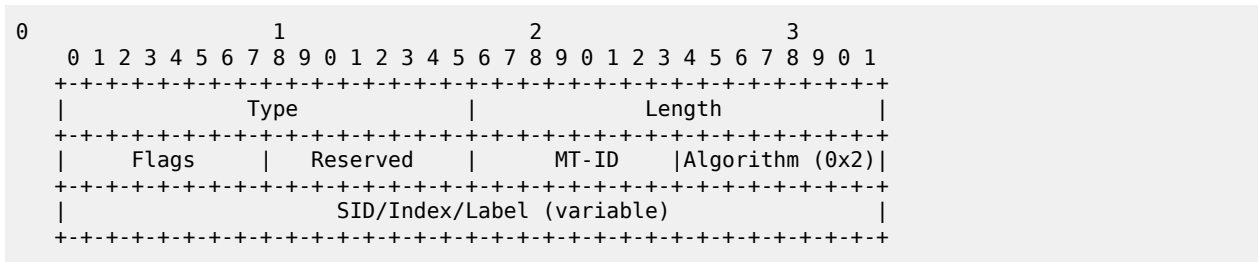 0                   1                   2                   3
    0 1 2 3 4 5 6 7 8 9 0 1 2 3 4 5 6 7 8 9 0 1 2 3 4 5 6 7 8 9 0 1
   +-+-+-+-+-+-+-+-+-+-+-+-+-+-+-+-+-+-+-+-+-+-+-+-+-+-+-+-+-+-+-+-+
   |              Type             |             Length            |
   +-+-+-+-+-+-+-+-+-+-+-+-+-+-+-+-+-+-+-+-+-+-+-+-+-+-+-+-+-+-+-+-+
   |     Flags     |   Reserved    |      MT-ID    |Algorithm (0x2)|
   +-+-+-+-+-+-+-+-+-+-+-+-+-+-+-+-+-+-+-+-+-+-+-+-+-+-+-+-+-+-+-+-+
   |                     SID/Index/Label (variable)                |
   +-+-+-+-+-+-+-+-+-+-+-+-+-+-+-+-+-+-+-+-+-+-+-+-+-+-+-+-+-+-+-+-+